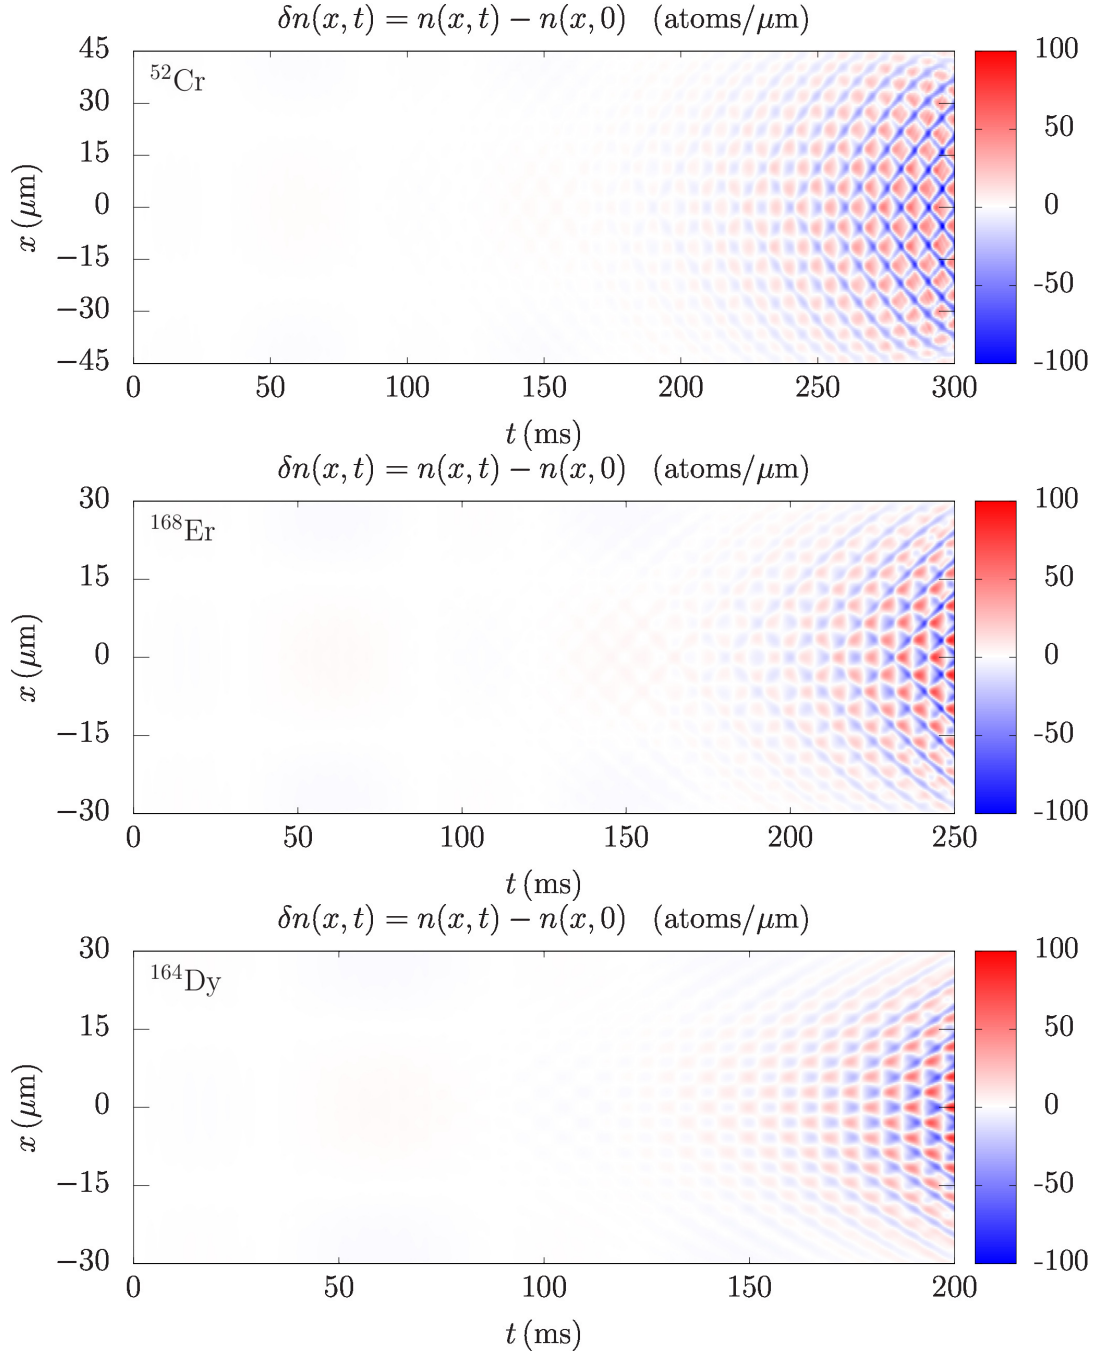 δn(x, t) = n(x, t) − n(x, 0) (atoms/μm)
45
30
15
0
−15
−30
−45
x (μm)
⁵²Cr
100
50
0
-50
-100
0 50 100 150 200 250 300
t (ms)
δn(x, t) = n(x, t) − n(x, 0) (atoms/μm)
30
15
0
−15
−30
x (μm)
¹⁶⁸Er
100
50
0
-50
-100
0 50 100 150 200 250
t (ms)
δn(x, t) = n(x, t) − n(x, 0) (atoms/μm)
30
15
0
−15
−30
x (μm)
¹⁶⁴Dy
100
50
0
-50
-100
0 50 100 150 200
t (ms)